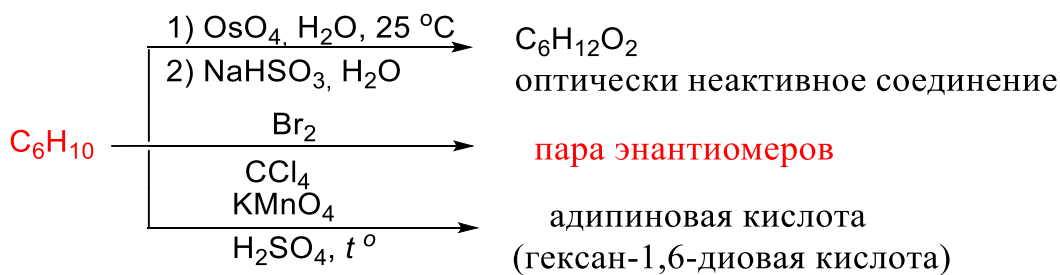 1) OsO₄, H₂O, 25 ᴼC
2) NaHSO₃, H₂O
C₆H₁₂O₂
оптически неактивное соединение
C₆H₁₀
Br₂
CCl₄
пара энантиомеров
KMnO₄
H₂SO₄, t ᵒ
адипиновая кислота
(гексан-1,6-диовая кислота)